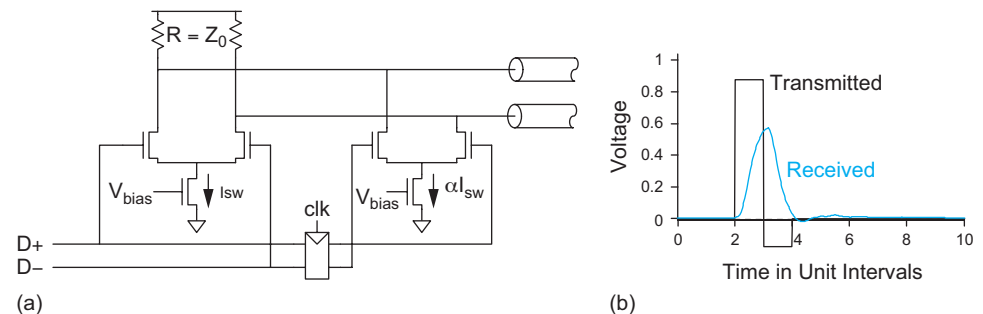 R = Z0
Vbias
Isw
Vbias
αIsw
clk
D+
D−
(a)
Voltage
1
0.8
0.6
0.4
0.2
0
0 2 4 6 8 10
Transmitted
Received
Time in Unit Intervals
(b)